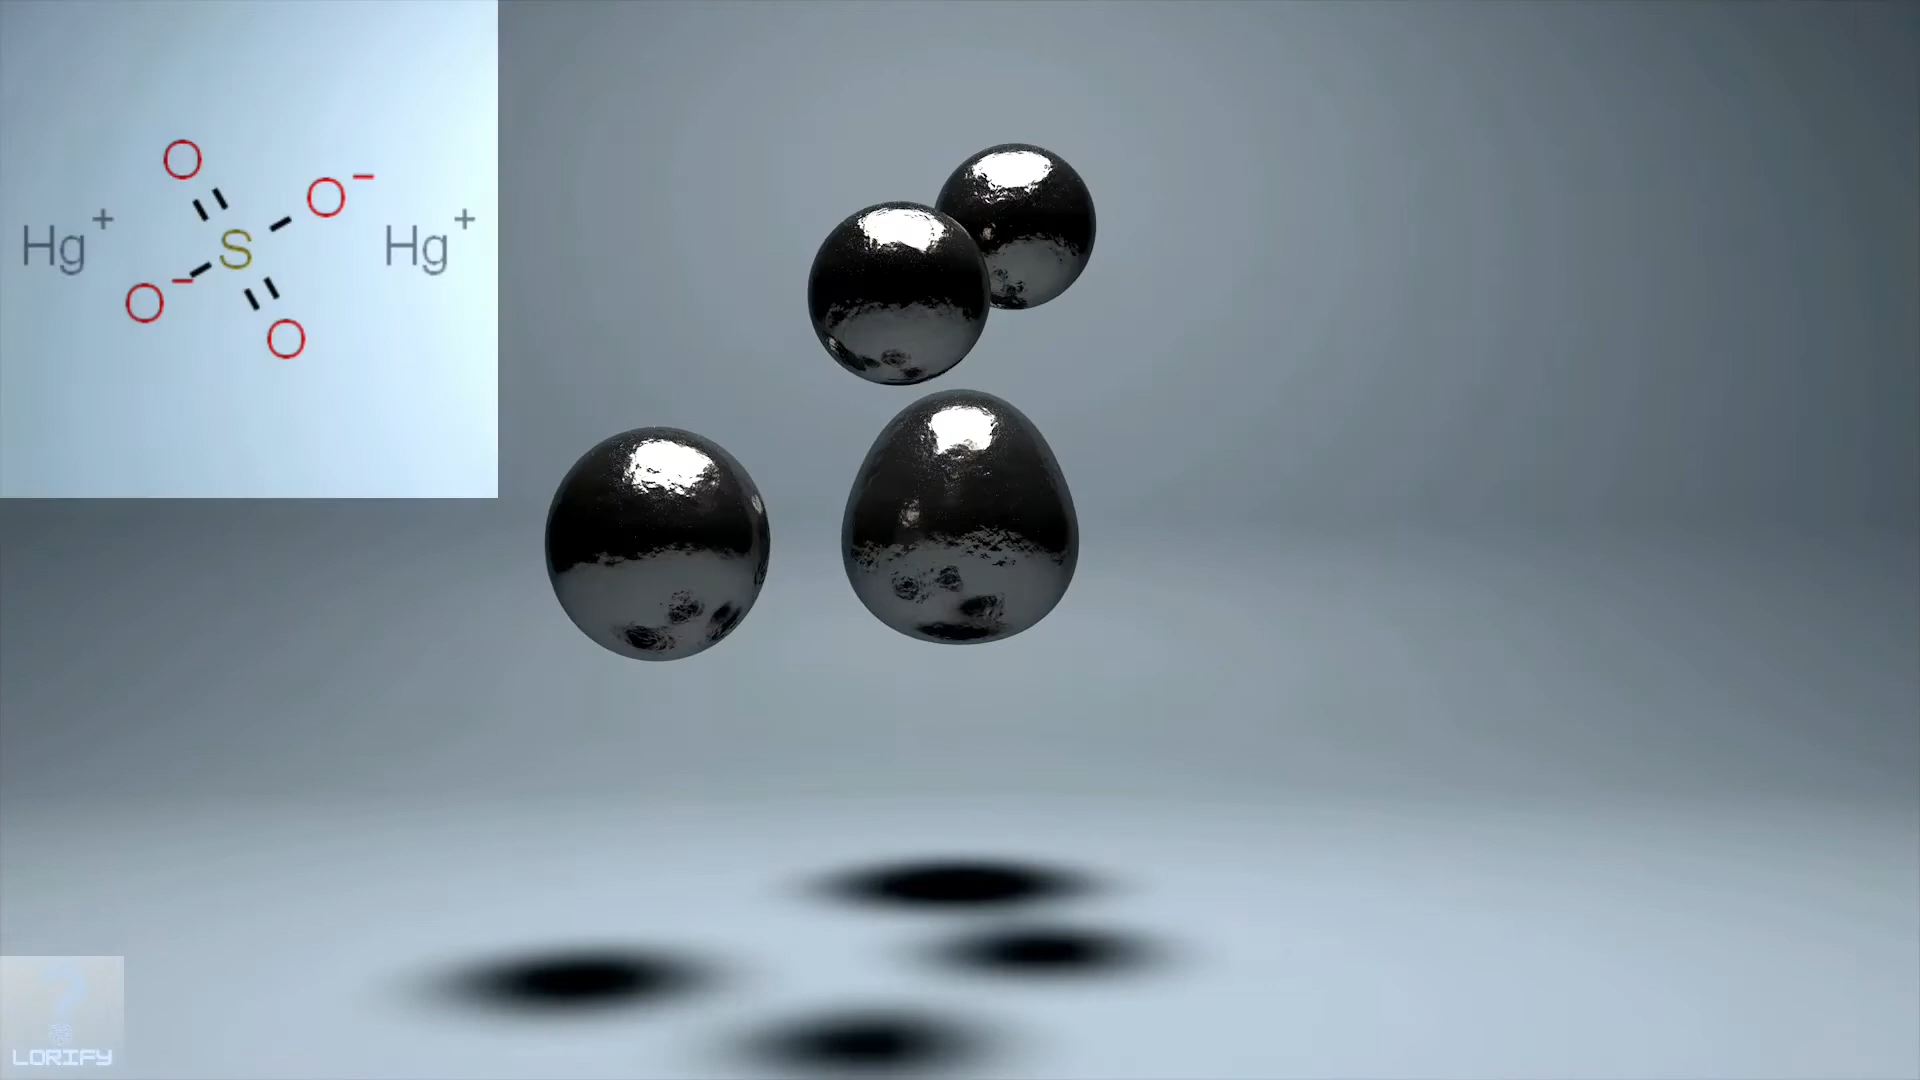 O
O⁻
Hg⁺ S Hg⁺
O⁻
O
LORIFY